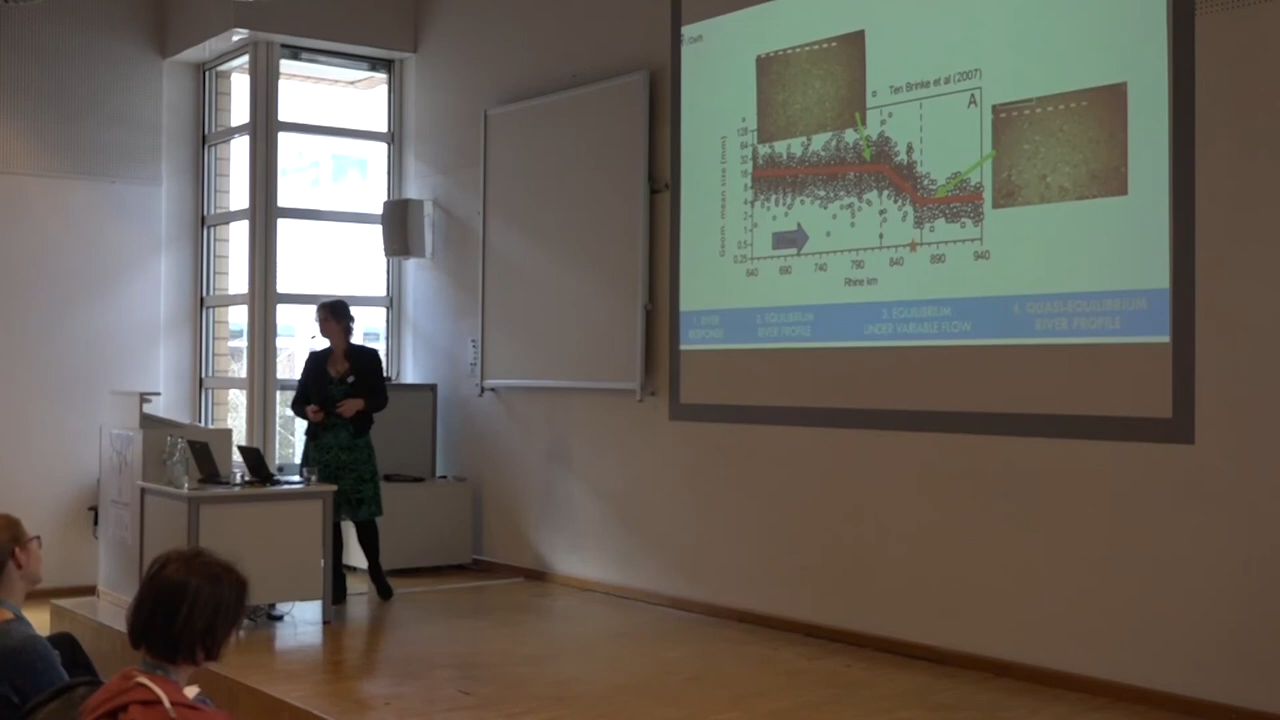 Ten Brinke et al (2007)
A
Geom. mean size (mm)
128
64
32
16
8
4
2
1
0.5
0.25
640 690 740 790 840 890 940
Rhine km
1. RIVER
RESPONSE
2. EQUILIBRIUM
RIVER PROFILE
3. EQUILIBRIUM
UNDER VARIABLE FLOW
RIVER PROFILE
QUASI-EQUILIBRIUM